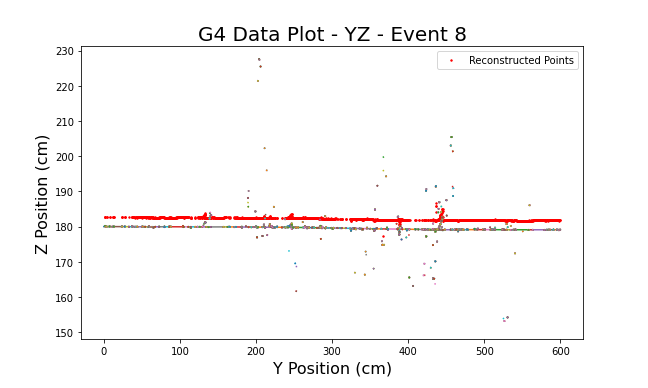 G4 Data Plot - YZ - Event 8
Reconstructed Points
230
220
210
200
190
180
170
160
150
Z Position (cm)
0 100 200 300 400 500 600
Y Position (cm)